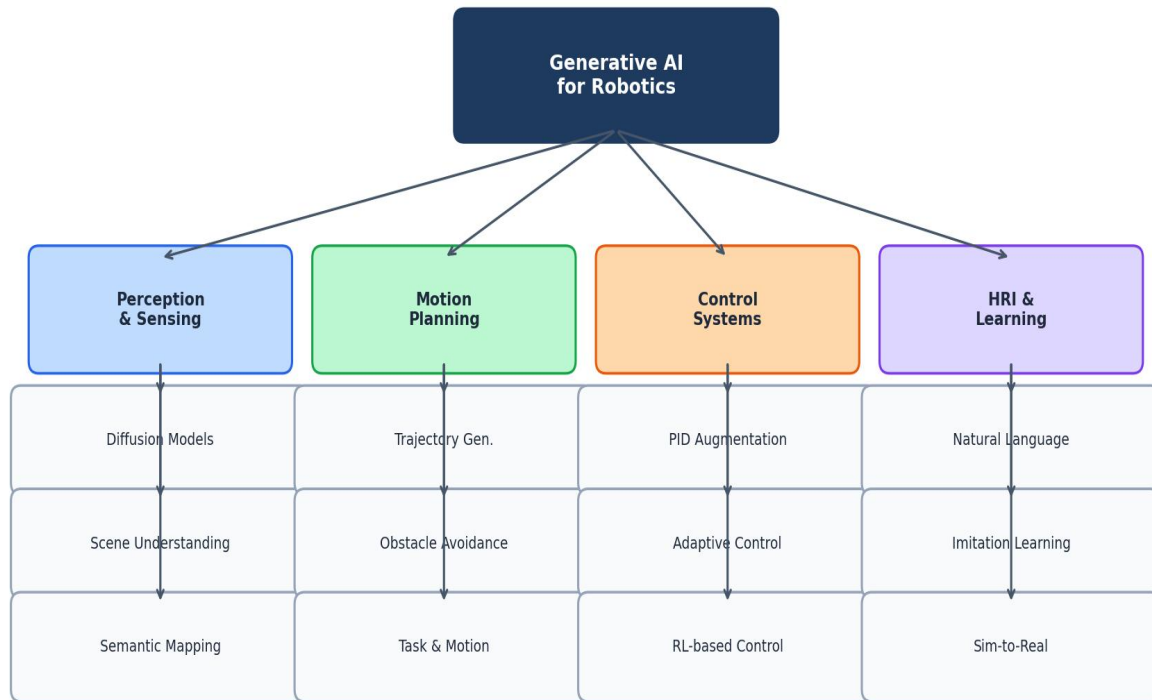 Generative AI
for Robotics
Perception
& Sensing
Motion
Planning
Control
Systems
HRI &
Learning
Diffusion Models
Trajectory Gen.
PID Augmentation
Natural Language
Scene Understanding
Obstacle Avoidance
Adaptive Control
Imitation Learning
Semantic Mapping
Task & Motion
RL-based Control
Sim-to-Real